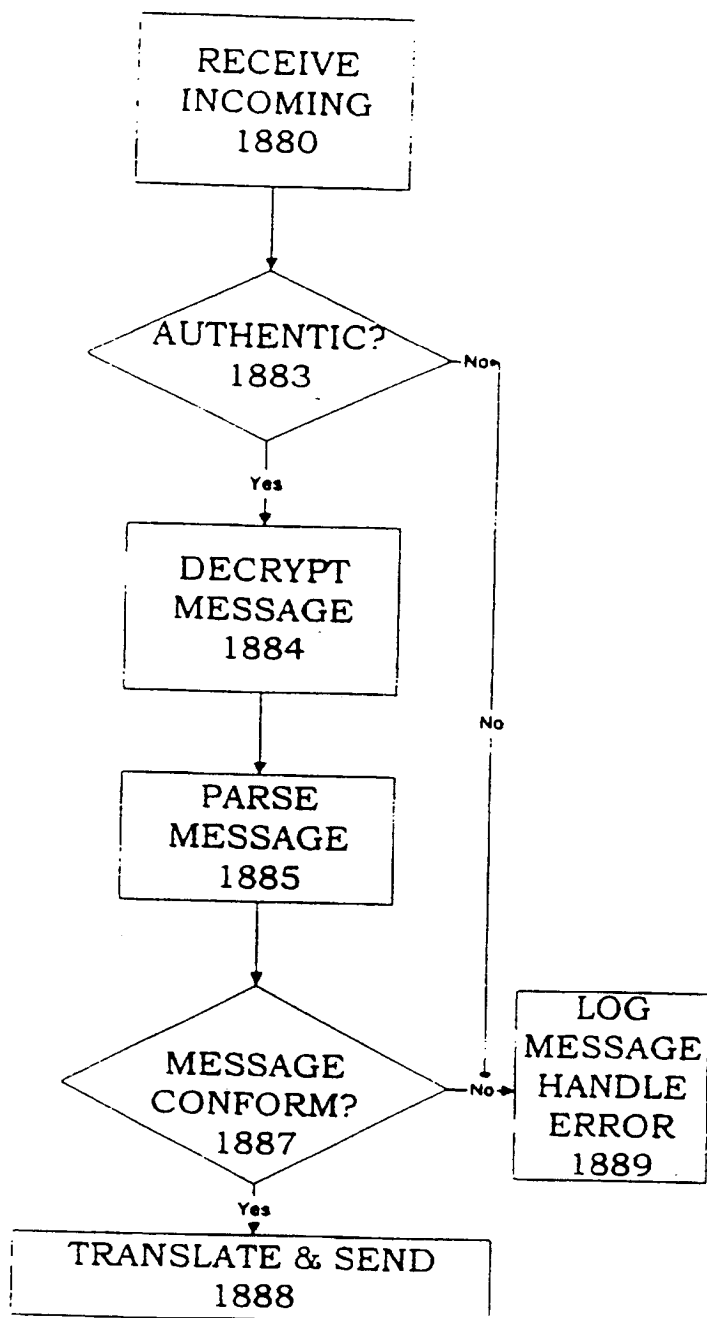 RECEIVE
INCOMING
1880
AUTHENTIC?
1883
No
Yes
DECRYPT
MESSAGE
1884
No
PARSE
MESSAGE
1885
MESSAGE
CONFORM?
1887
No
LOG
MESSAGE
HANDLE
ERROR
1889
Yes
TRANSLATE & SEND
1888